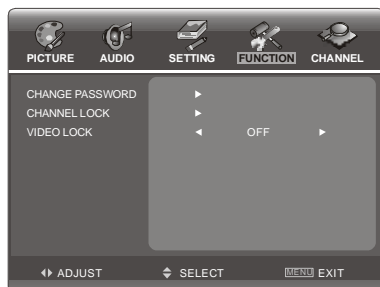 PICTURE AUDIO SETTING FUNCTION CHANNEL
CHANGE PASSWORD
CHANNEL LOCK
VIDEO LOCK OFF
ADJUST SELECT MENU EXIT